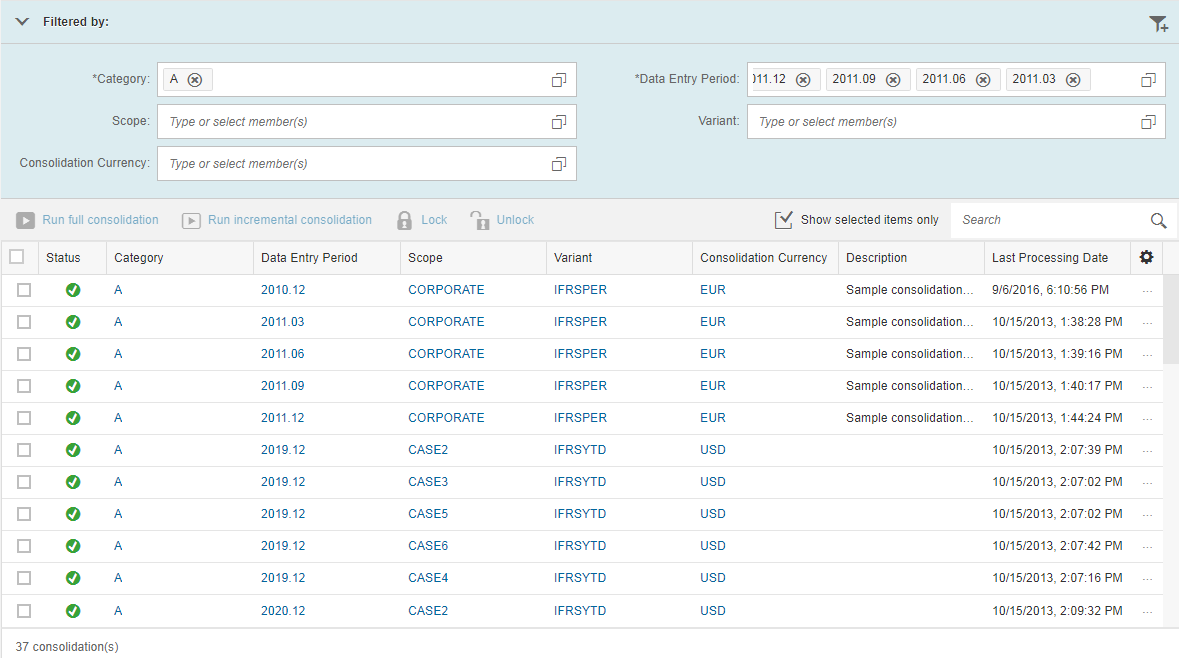 Filtered by:
*Category: A *Data Entry Period: 011.12 2011.09 2011.06 2011.03
Scope: Type or select member(s) Variant: Type or select member(s)
Consolidation Currency: Type or select member(s)
Run full consolidation Run incremental consolidation Lock Unlock Show selected items only Search
Status Category Data Entry Period Scope Variant Consolidation Currency Description Last Processing Date
A 2010.12 CORPORATE IFRSPER EUR Sample consolidation... 9/6/2016, 6:10:56 PM ...
A 2011.03 CORPORATE IFRSPER EUR Sample consolidation... 10/15/2013, 1:38:28 PM ...
A 2011.06 CORPORATE IFRSPER EUR Sample consolidation... 10/15/2013, 1:39:16 PM ...
A 2011.09 CORPORATE IFRSPER EUR Sample consolidation... 10/15/2013, 1:40:17 PM ...
A 2011.12 CORPORATE IFRSPER EUR Sample consolidation... 10/15/2013, 1:44:24 PM ...
A 2019.12 CASE2 IFRSYTD USD 10/15/2013, 2:07:39 PM ...
A 2019.12 CASE3 IFRSYTD USD 10/15/2013, 2:07:02 PM ...
A 2019.12 CASE5 IFRSYTD USD 10/15/2013, 2:07:02 PM ...
A 2019.12 CASE6 IFRSYTD USD 10/15/2013, 2:07:42 PM ...
A 2019.12 CASE4 IFRSYTD USD 10/15/2013, 2:07:16 PM ...
A 2020.12 CASE2 IFRSYTD USD 10/15/2013, 2:09:32 PM ...
37 consolidation(s)